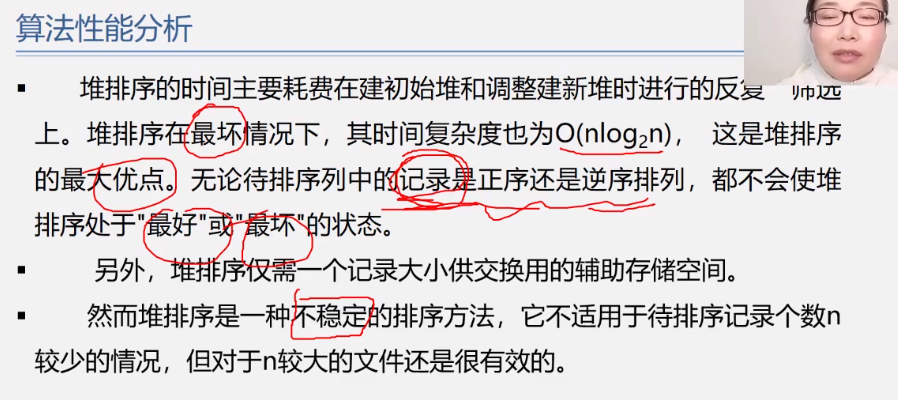 算法性能分析
▪ 堆排序的时间主要耗费在建初始堆和调整建新堆时进行的反复 筛选
上。堆排序在最坏情况下，其时间复杂度也为O(nlog₂n)， 这是堆排序
的最大优点。无论待排序列中的记录是正序还是逆序排列，都不会使堆
排序处于"最好"或"最坏"的状态。
▪ 另外，堆排序仅需一个记录大小供交换用的辅助存储空间。
▪ 然而堆排序是一种不稳定的排序方法，它不适用于待排序记录个数n
较少的情况，但对于n较大的文件还是很有效的。